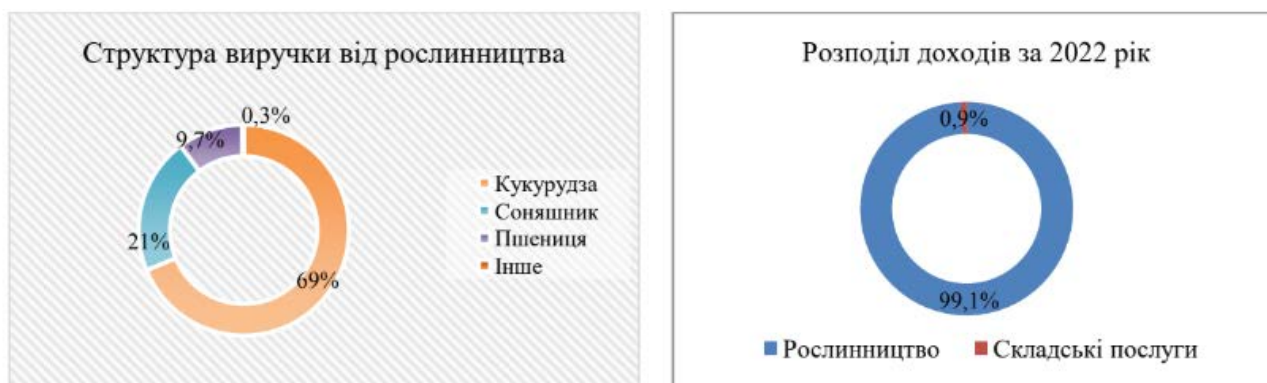 Структура виручки від рослинництва
0,3%
9,7%
21%
69%
Кукурудза
Соняшник
Пшениця
Інше
Розподіл доходів за 2022 рік
0,9%
99,1%
Рослинництво Складські послуги